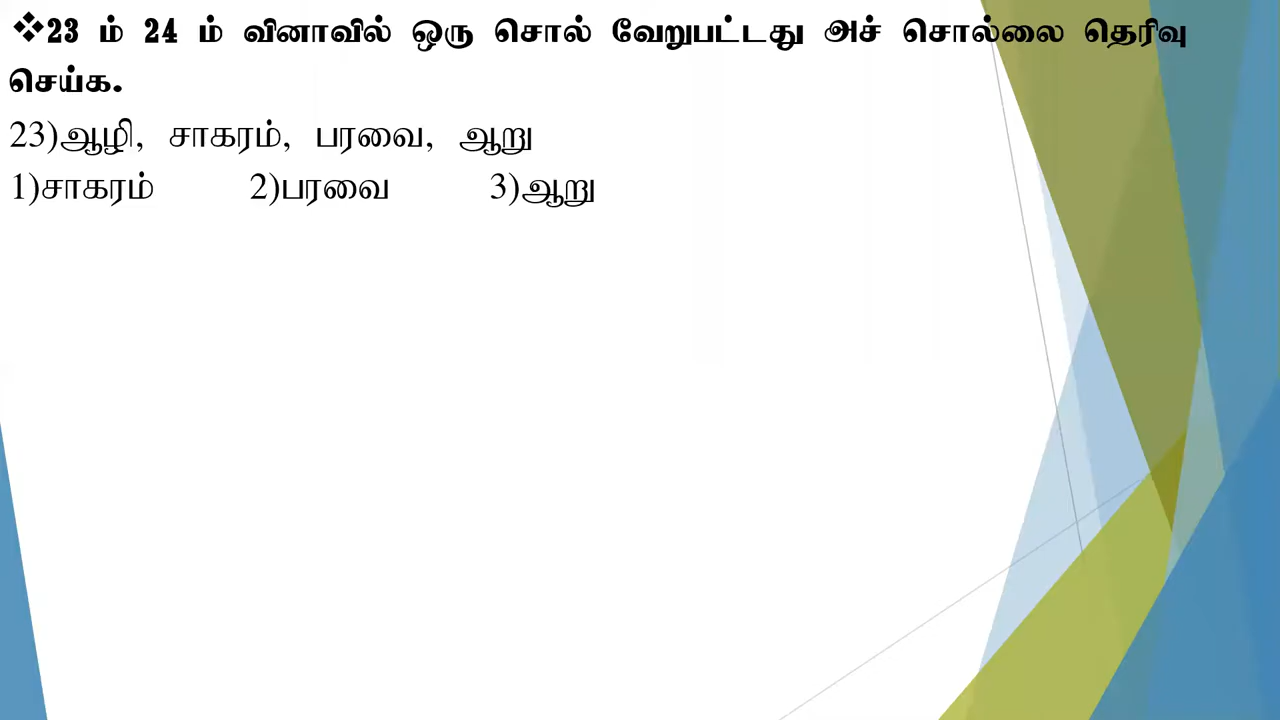 ❖23 ம் 24 ம் வினாவில் ஒரு சொல் வேறுபட்டது அச் சொல்லை தெரிவு
செய்க.
23)ஆழி, சாகரம், பரவை, ஆறு
1)சாகரம் 2)பரவை 3)ஆறு